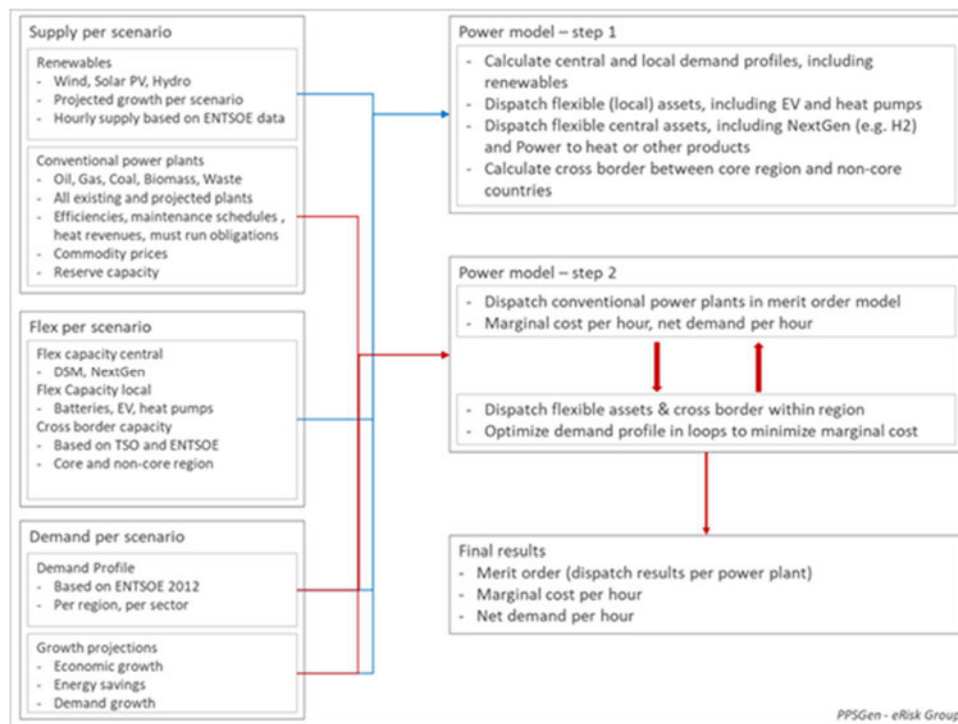 Supply per scenario
Renewables
- Wind, Solar PV, Hydro
- Projected growth per scenario
- Hourly supply based on ENTSOE data
Conventional power plants
- Oil, Gas, Coal, Biomass, Waste
- All existing and projected plants
- Efficiencies, maintenance schedules ,
heat revenues, must run obligations
- Commodity prices
- Reserve capacity
Flex per scenario
Flex capacity central
- DSM, NextGen
Flex Capacity local
- Batteries, EV, heat pumps
Cross border capacity
- Based on TSO and ENTSOE
- Core and non-core region
Demand per scenario
Demand Profile
- Based on ENTSOE 2012
- Per region, per sector
Growth projections
- Economic growth
- Energy savings
- Demand growth
Power model – step 1
- Calculate central and local demand profiles, including
renewables
- Dispatch flexible (local) assets, including EV and heat pumps
- Dispatch flexible central assets, including NextGen (e.g. H2)
and Power to heat or other products
- Calculate cross border between core region and non-core
countries
Power model – step 2
- Dispatch conventional power plants in merit order model
- Marginal cost per hour, net demand per hour
- Dispatch flexible assets & cross border within region
- Optimize demand profile in loops to minimize marginal cost
Final results
- Merit order (dispatch results per power plant)
- Marginal cost per hour
- Net demand per hour
PPSGen - eRisk Group